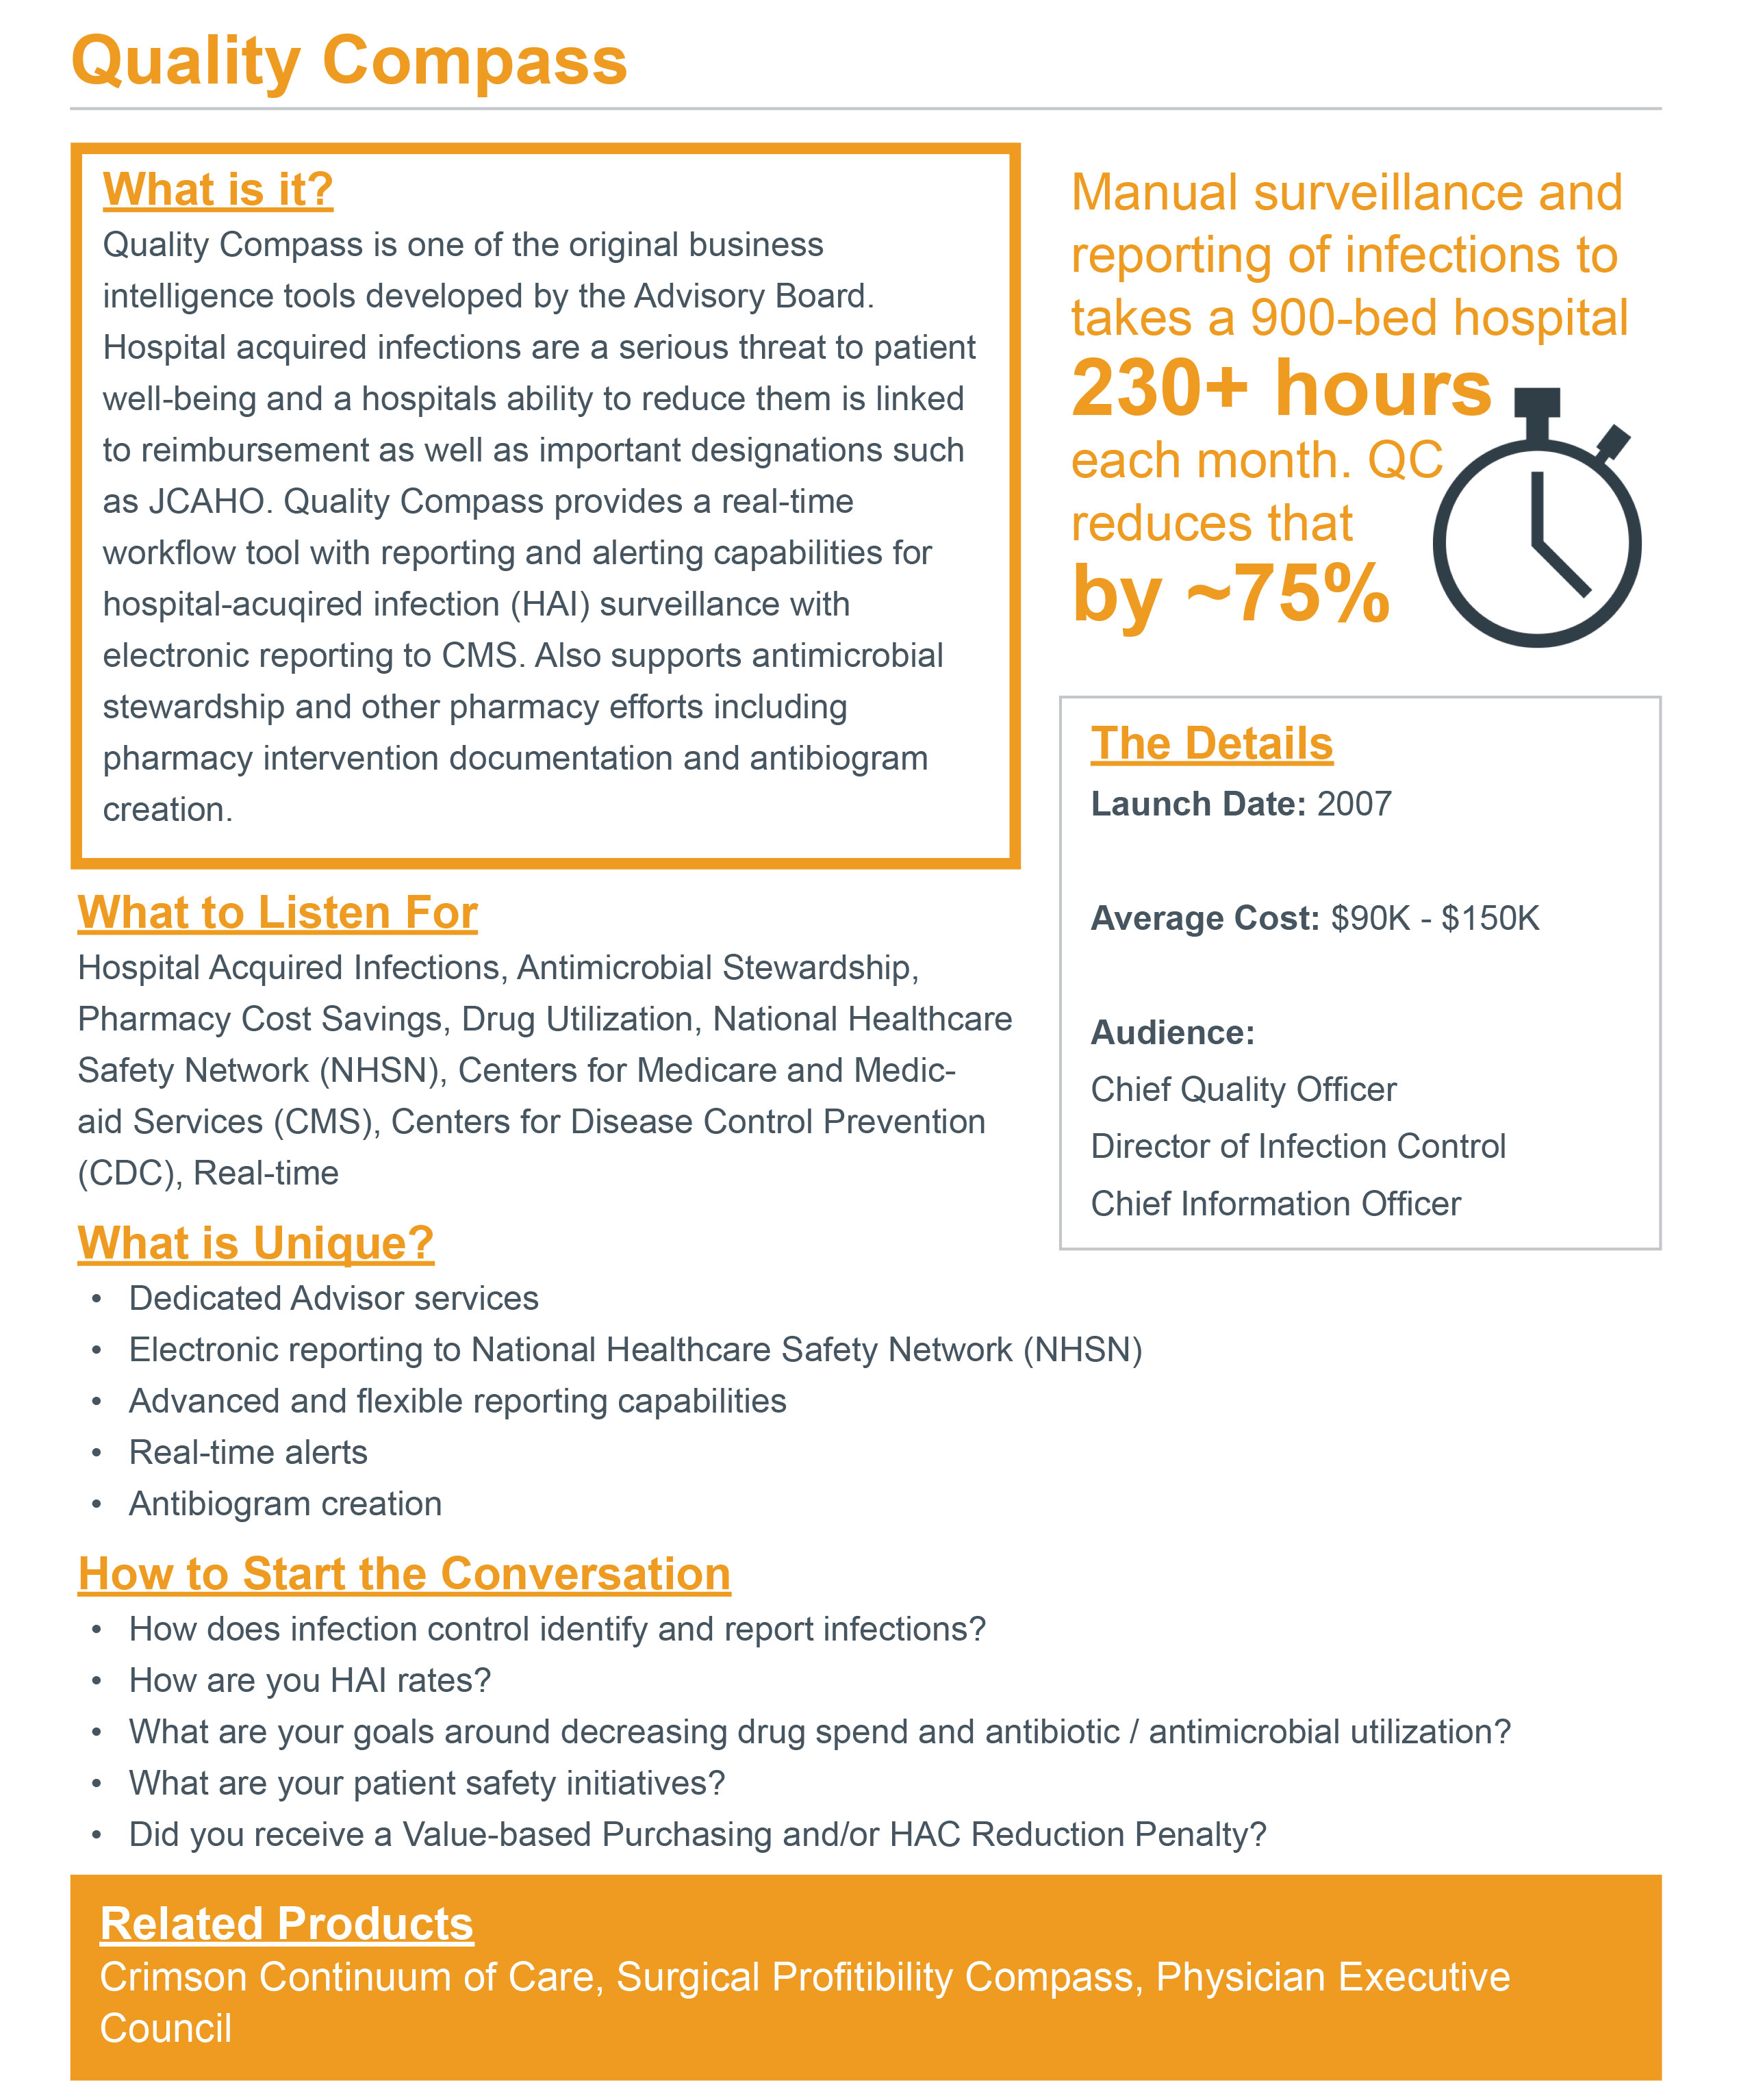 Quality Compass
What is it?
Quality Compass is one of the original business
intelligence tools developed by the Advisory Board.
Hospital acquired infections are a serious threat to patient
well-being and a hospitals ability to reduce them is linked
to reimbursement as well as important designations such
as JCAHO. Quality Compass provides a real-time
workflow tool with reporting and alerting capabilities for
hospital-acuqired infection (HAI) surveillance with
electronic reporting to CMS. Also supports antimicrobial
stewardship and other pharmacy efforts including
pharmacy intervention documentation and antibiogram
creation.
Manual surveillance and
reporting of infections to
takes a 900-bed hospital
230+ hours
each month. QC
reduces that
by ~75%
The Details
Launch Date: 2007
Average Cost: $90K - $150K
Audience:
Chief Quality Officer
Director of Infection Control
Chief Information Officer
What to Listen For
Hospital Acquired Infections, Antimicrobial Stewardship,
Pharmacy Cost Savings, Drug Utilization, National Healthcare
Safety Network (NHSN), Centers for Medicare and Medic-
aid Services (CMS), Centers for Disease Control Prevention
(CDC), Real-time
What is Unique?
• Dedicated Advisor services
• Electronic reporting to National Healthcare Safety Network (NHSN)
• Advanced and flexible reporting capabilities
• Real-time alerts
• Antibiogram creation
How to Start the Conversation
• How does infection control identify and report infections?
• How are you HAI rates?
• What are your goals around decreasing drug spend and antibiotic / antimicrobial utilization?
• What are your patient safety initiatives?
• Did you receive a Value-based Purchasing and/or HAC Reduction Penalty?
Related Products
Crimson Continuum of Care, Surgical Profitibility Compass, Physician Executive
Council